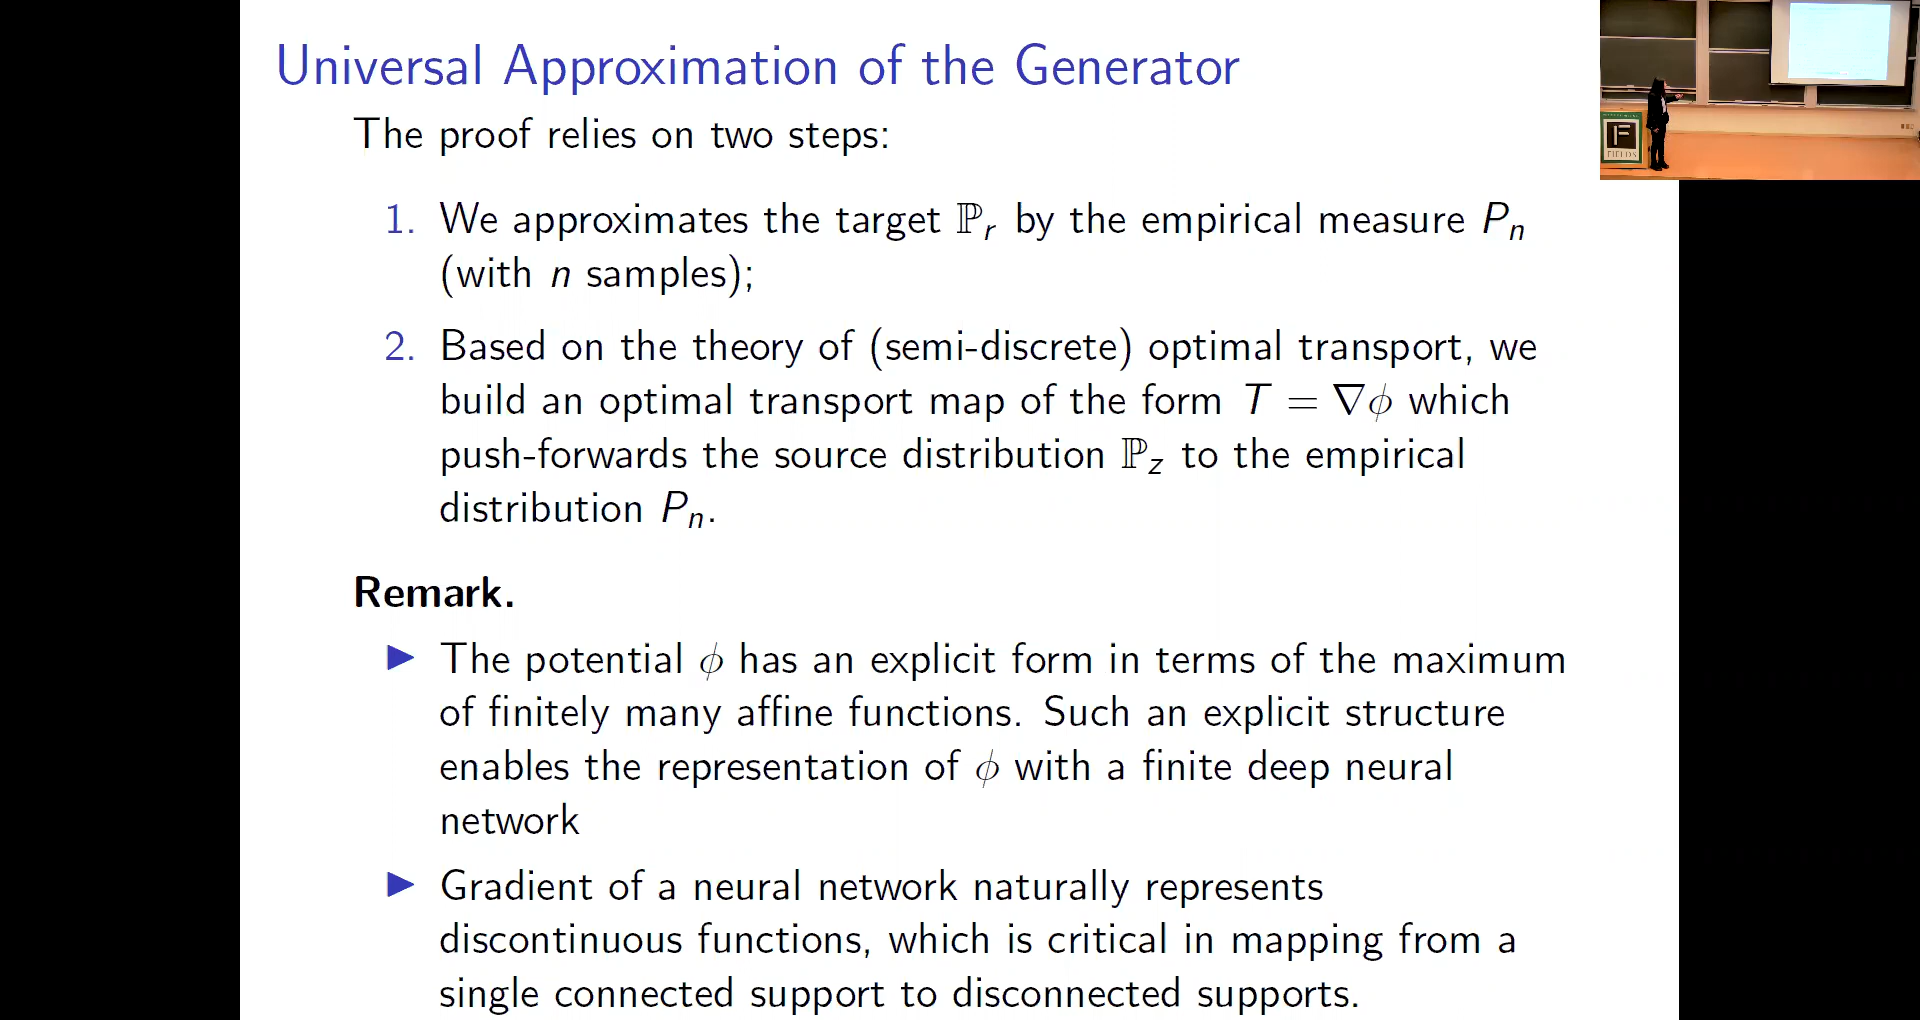 Universal Approximation of the Generator
The proof relies on two steps:
1. We approximates the target ℙ_r by the empirical measure P_n
(with n samples);
2. Based on the theory of (semi-discrete) optimal transport, we
build an optimal transport map of the form T = ∇ϕ which
push-forwards the source distribution ℙ_z to the empirical
distribution P_n.
Remark.
▶ The potential ϕ has an explicit form in terms of the maximum
of finitely many affine functions. Such an explicit structure
enables the representation of ϕ with a finite deep neural
network
▶ Gradient of a neural network naturally represents
discontinuous functions, which is critical in mapping from a
single connected support to disconnected supports.
F
FIELDS